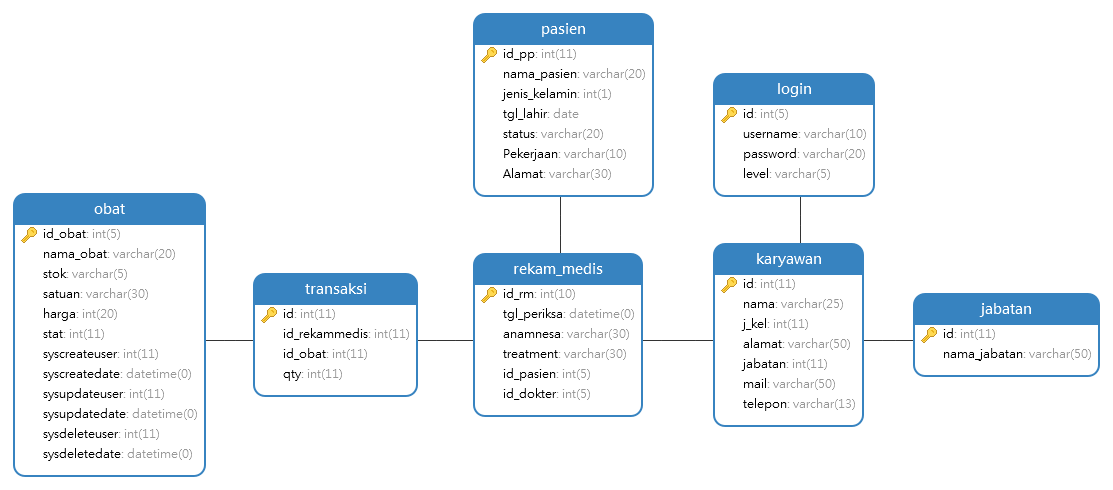 pasien
id_pp: int(11)
nama_pasien: varchar(20)
jenis_kelamin: int(1)
tgl_lahir: date
status: varchar(20)
Pekerjaan: varchar(10)
Alamat: varchar(30)
login
id: int(5)
username: varchar(10)
password: varchar(20)
level: varchar(5)
obat
id_obat: int(5)
nama_obat: varchar(20)
stok: varchar(5)
satuan: varchar(30)
harga: int(20)
stat: int(11)
syscreateuser: int(11)
syscreatedate: datetime(0)
sysupdateuser: int(11)
sysupdatedate: datetime(0)
sysdeleteuser: int(11)
sysdeletedate: datetime(0)
transaksi
id: int(11)
id_rekammedis: int(11)
id_obat: int(11)
qty: int(11)
rekam_medis
id_rm: int(10)
tgl_periksa: datetime(0)
anamnesa: varchar(30)
treatment: varchar(30)
id_pasien: int(5)
id_dokter: int(5)
karyawan
id: int(11)
nama: varchar(25)
j_kel: int(11)
alamat: varchar(50)
jabatan: int(11)
mail: varchar(50)
telepon: varchar(13)
jabatan
id: int(11)
nama_jabatan: varchar(50)